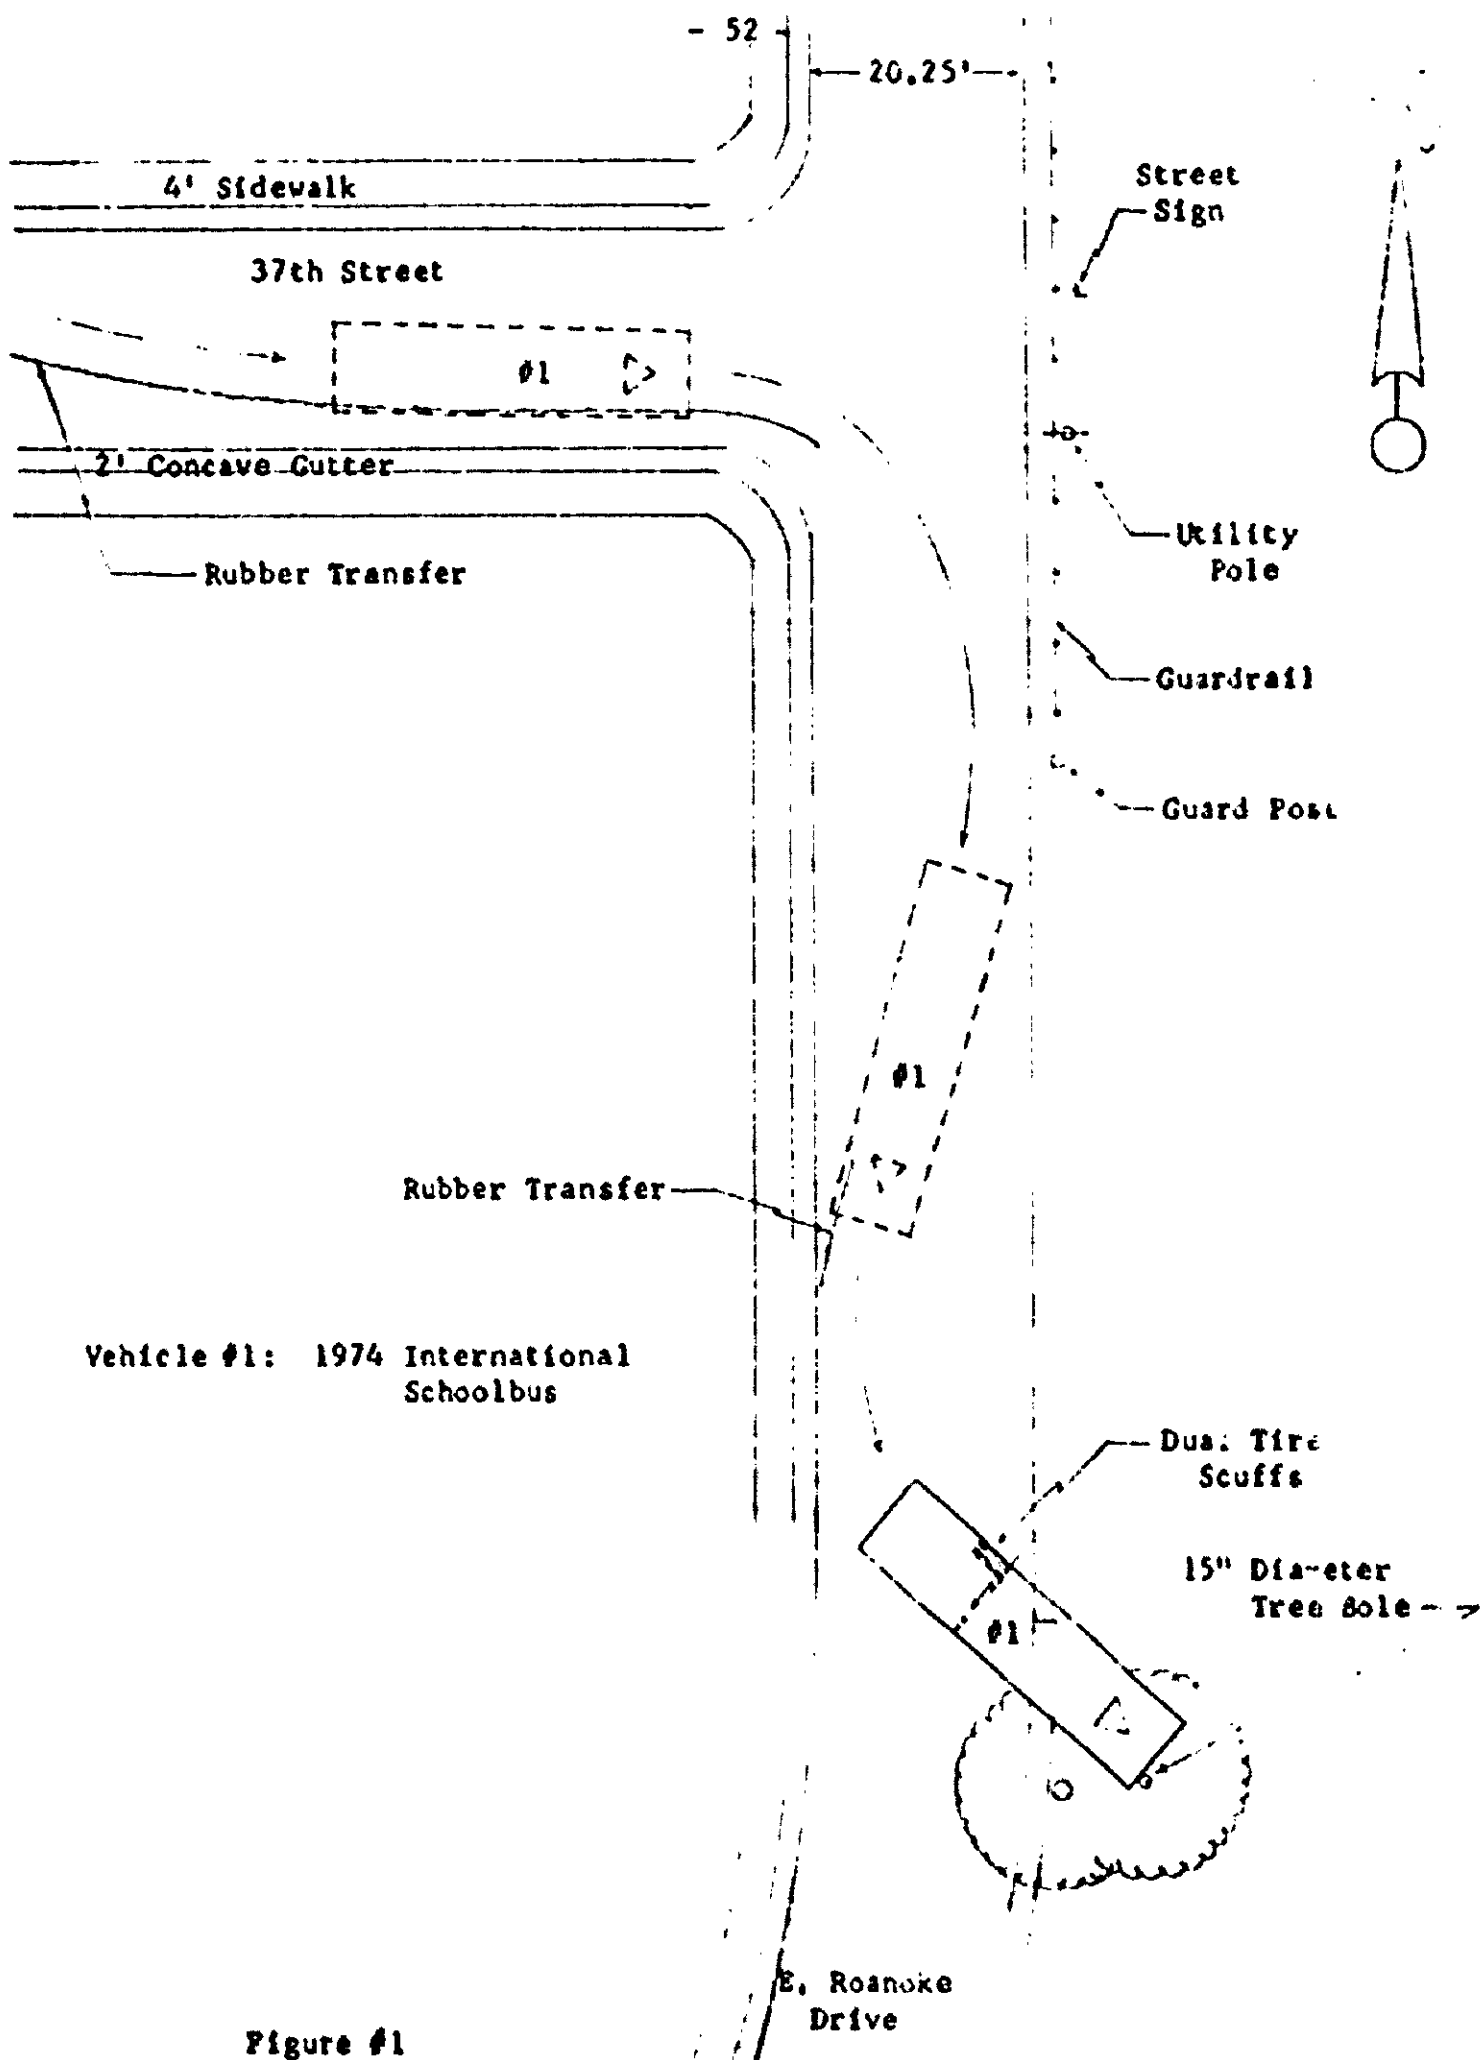 - 52 -
20.25'
4' Sidewalk
Street
Sign
37th Street
#1
2' Concave Gutter
Utility
Pole
Rubber Transfer
Guardrail
Guard Post
#1
Rubber Transfer
Vehicle #1: 1974 International
Schoolbus
Dual Tire
Scuffs
15" Diameter
Tree Bole
#1
E. Roanoke
Drive
Figure #1